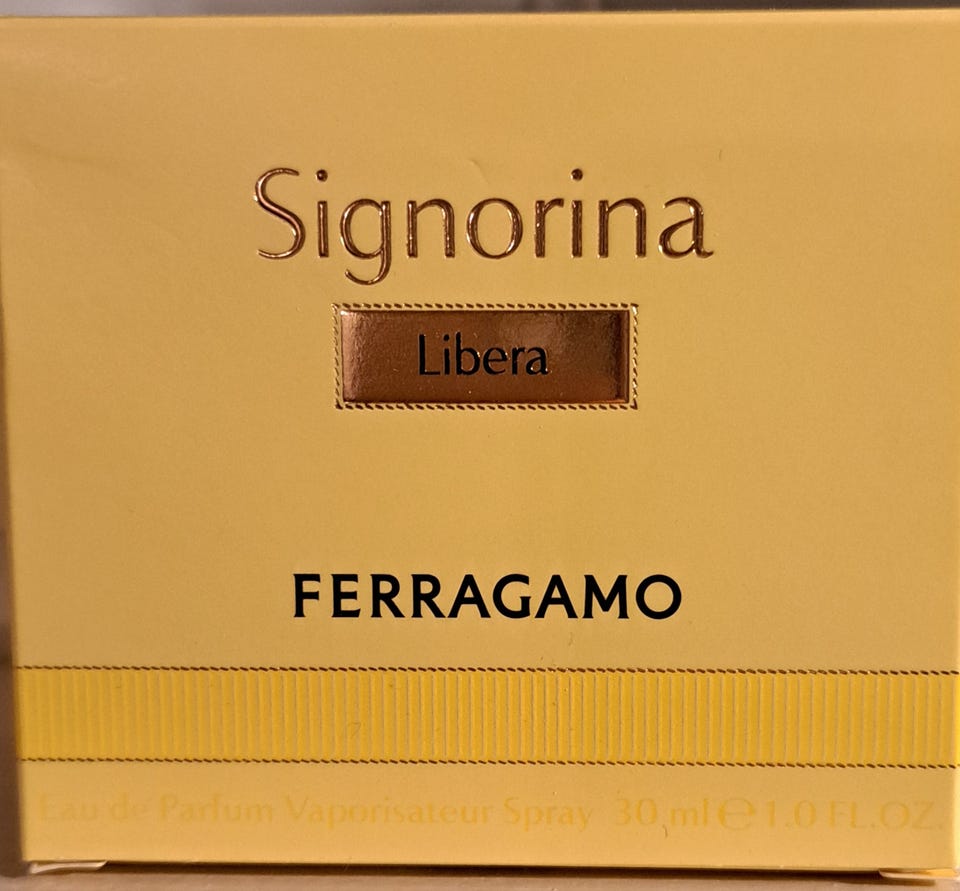 Signorina
Libera
FERRAGAMO
Eau de Parfum Vaporisateur Spray 30 ml ℮ 1.0 FL.OZ.